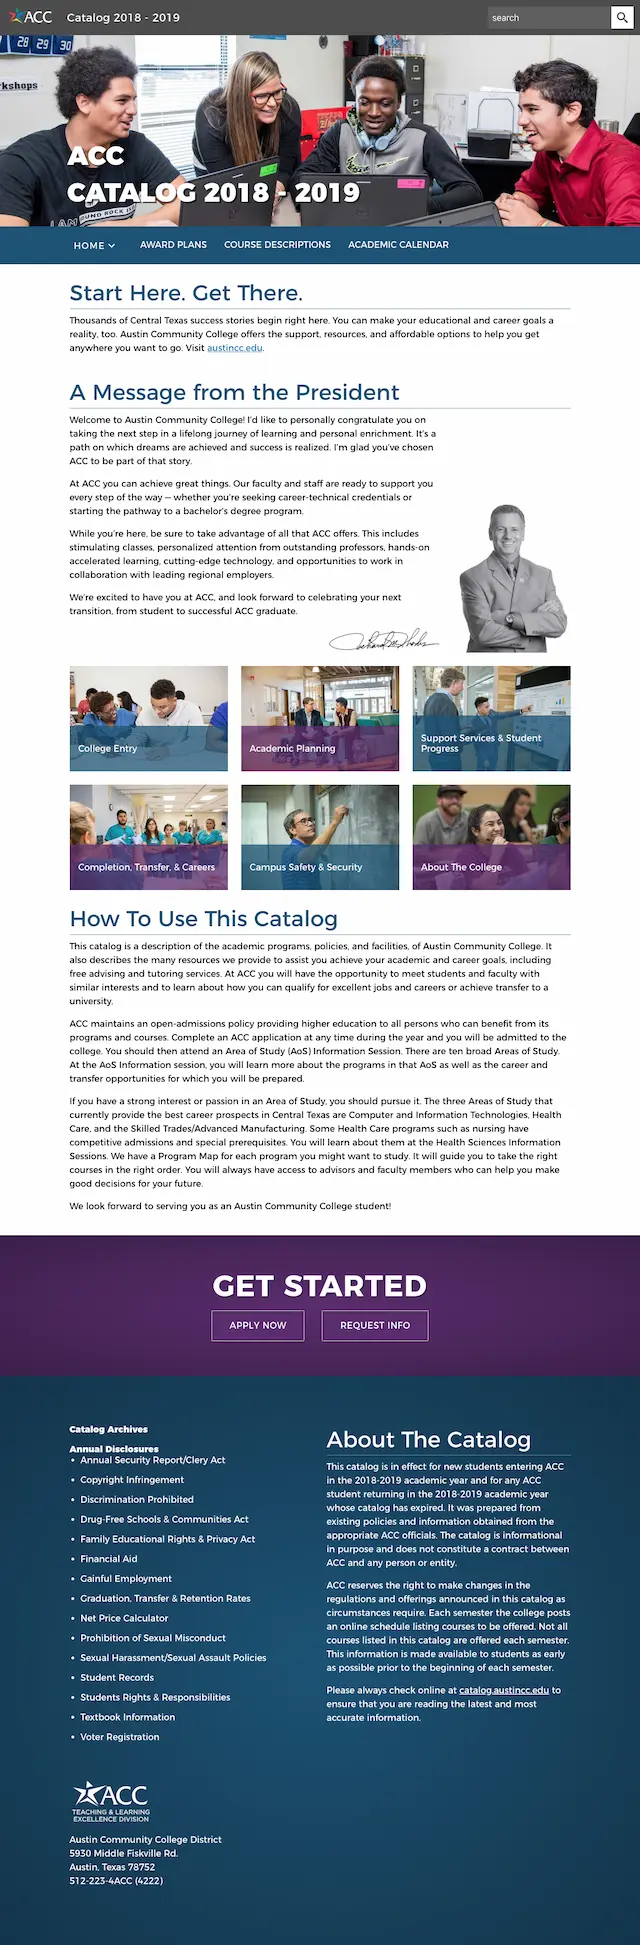 ACC Catalog 2018 - 2019
search
28 29 30
kshops
ACC
CATALOG 2018 - 2019
HOME AWARD PLANS COURSE DESCRIPTIONS ACADEMIC CALENDAR
Start Here. Get There.
Thousands of Central Texas success stories begin right here. You can make your educational and career goals a
reality, too. Austin Community College offers the support, resources, and affordable options to help you get
anywhere you want to go. Visit austincc.edu.
A Message from the President
Welcome to Austin Community College! I'd like to personally congratulate you on
taking the next step in a lifelong journey of learning and personal enrichment. It's a
path on which dreams are achieved and success is realized. I'm glad you've chosen
ACC to be part of that story.
At ACC you can achieve great things. Our faculty and staff are ready to support you
every step of the way — whether you're seeking career-technical credentials or
starting the pathway to a bachelor's degree program.
While you're here, be sure to take advantage of all that ACC offers. This includes
stimulating classes, personalized attention from outstanding professors, hands-on
accelerated learning, cutting-edge technology, and opportunities to work in
collaboration with leading regional employers.
We're excited to have you at ACC, and look forward to celebrating your next
transition, from student to successful ACC graduate.
College Entry
Academic Planning
Support Services & Student
Progress
Completion, Transfer, & Careers
Campus Safety & Security
About The College
How To Use This Catalog
This catalog is a description of the academic programs, policies, and facilities, of Austin Community College. It
also describes the many resources we provide to assist you achieve your academic and career goals, including
free advising and tutoring services. At ACC you will have the opportunity to meet students and faculty with
similar interests and to learn about how you can qualify for excellent jobs and careers or achieve transfer to a
university.
ACC maintains an open-admissions policy providing higher education to all persons who can benefit from its
programs and courses. Complete an ACC application at any time during the year and you will be admitted to the
college. You should then attend an Area of Study (AoS) Information Session. There are ten broad Areas of Study.
At the AoS Information session, you will learn more about the programs in that AoS as well as the career and
transfer opportunities for which you will be prepared.
If you have a strong interest or passion in an Area of Study, you should pursue it. The three Areas of Study that
currently provide the best career prospects in Central Texas are Computer and Information Technologies, Health
Care, and the Skilled Trades/Advanced Manufacturing. Some Health Care programs such as nursing have
competitive admissions and special prerequisites. You will learn about them at the Health Sciences Information
Sessions. We have a Program Map for each program you might want to study. It will guide you to take the right
courses in the right order. You will always have access to advisors and faculty members who can help you make
good decisions for your future.
We look forward to serving you as an Austin Community College student!
GET STARTED
APPLY NOW
REQUEST INFO
Catalog Archives
Annual Disclosures
• Annual Security Report/Clery Act
• Copyright Infringement
• Discrimination Prohibited
• Drug-Free Schools & Communities Act
• Family Educational Rights & Privacy Act
• Financial Aid
• Gainful Employment
• Graduation, Transfer & Retention Rates
• Net Price Calculator
• Prohibition of Sexual Misconduct
• Sexual Harassment/Sexual Assault Policies
• Student Records
• Students Rights & Responsibilities
• Textbook Information
• Voter Registration
About The Catalog
This catalog is in effect for new students entering ACC
in the 2018-2019 academic year and for any ACC
student returning in the 2018-2019 academic year
whose catalog has expired. It was prepared from
existing policies and information obtained from the
appropriate ACC officials. The catalog is informational
in purpose and does not constitute a contract between
ACC and any person or entity.
ACC reserves the right to make changes in the
regulations and offerings announced in this catalog as
circumstances require. Each semester the college posts
an online schedule listing courses to be offered. Not all
courses listed in this catalog are offered each semester.
This information is made available to students as early
as possible prior to the beginning of each semester.
Please always check online at catalog.austincc.edu to
ensure that you are reading the latest and most
accurate information.
ACC
TEACHING & LEARNING
EXCELLENCE DIVISION
Austin Community College District
5930 Middle Fiskville Rd.
Austin, Texas 78752
512-223-4ACC (4222)